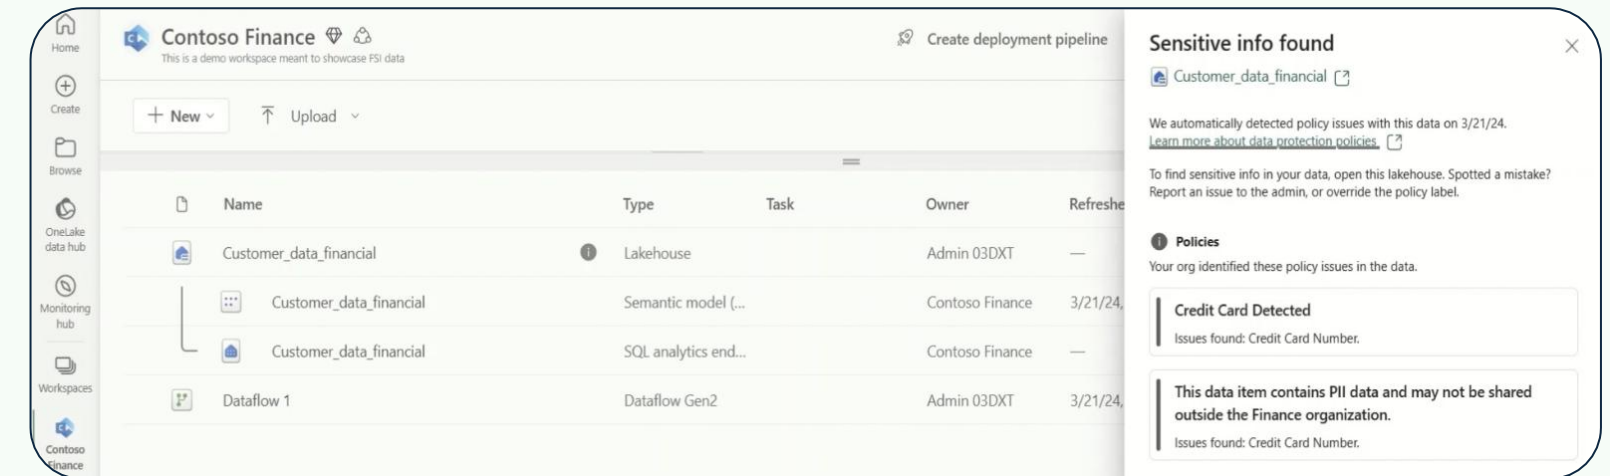 Home
Create
Browse
OneLake
data hub
Monitoring
hub
Workspaces
Contoso
Finance
Contoso Finance
This is a demo workspace meant to showcase FSI data
Create deployment pipeline
New
Upload
Name Type Task Owner Refreshe
Customer_data_financial Lakehouse Admin 03DXT —
Customer_data_financial Semantic model (... Contoso Finance 3/21/24,
Customer_data_financial SQL analytics end... Contoso Finance —
Dataflow 1 Dataflow Gen2 Admin 03DXT 3/21/24,
Sensitive info found
Customer_data_financial
We automatically detected policy issues with this data on 3/21/24.
Learn more about data protection policies
To find sensitive info in your data, open this lakehouse. Spotted a mistake?
Report an issue to the admin, or override the policy label.
Policies
Your org identified these policy issues in the data.
Credit Card Detected
Issues found: Credit Card Number.
This data item contains PII data and may not be shared
outside the Finance organization.
Issues found: Credit Card Number.